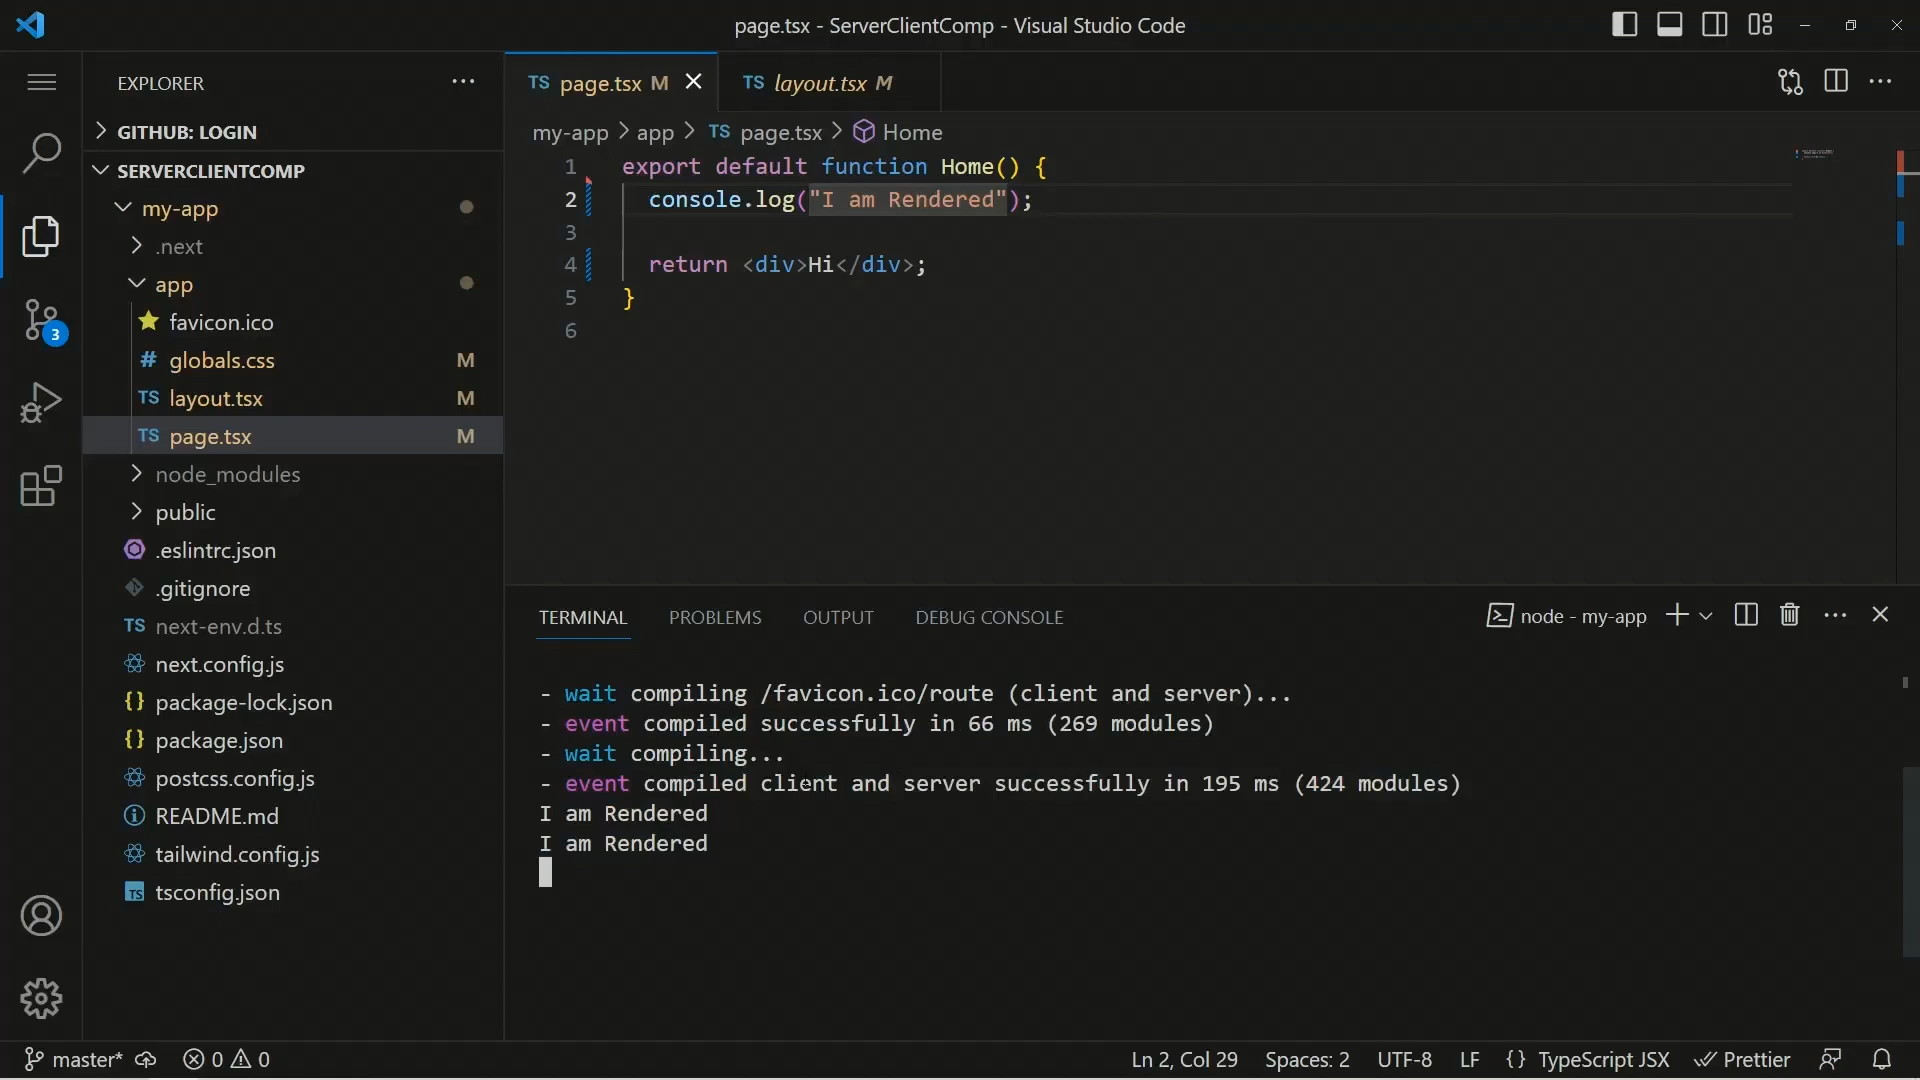 page.tsx - ServerClientComp - Visual Studio Code
EXPLORER
GITHUB: LOGIN
SERVERCLIENTCOMP
my-app
.next
app
favicon.ico
# globals.css M
TS layout.tsx M
TS page.tsx M
node_modules
public
.eslintrc.json
.gitignore
TS next-env.d.ts
next.config.js
{} package-lock.json
{} package.json
postcss.config.js
README.md
tailwind.config.js
TS tsconfig.json
3
TS page.tsx M
TS layout.tsx M
my-app > app > TS page.tsx > Home
1 export default function Home() {
2 console.log("I am Rendered");
3
4 return <div>Hi</div>;
5 }
6
TERMINAL PROBLEMS OUTPUT DEBUG CONSOLE
node - my-app
- wait compiling /favicon.ico/route (client and server)...
- event compiled successfully in 66 ms (269 modules)
- wait compiling...
- event compiled client and server successfully in 195 ms (424 modules)
I am Rendered
I am Rendered
master* 0 0
Ln 2, Col 29 Spaces: 2 UTF-8 LF {} TypeScript JSX Prettier